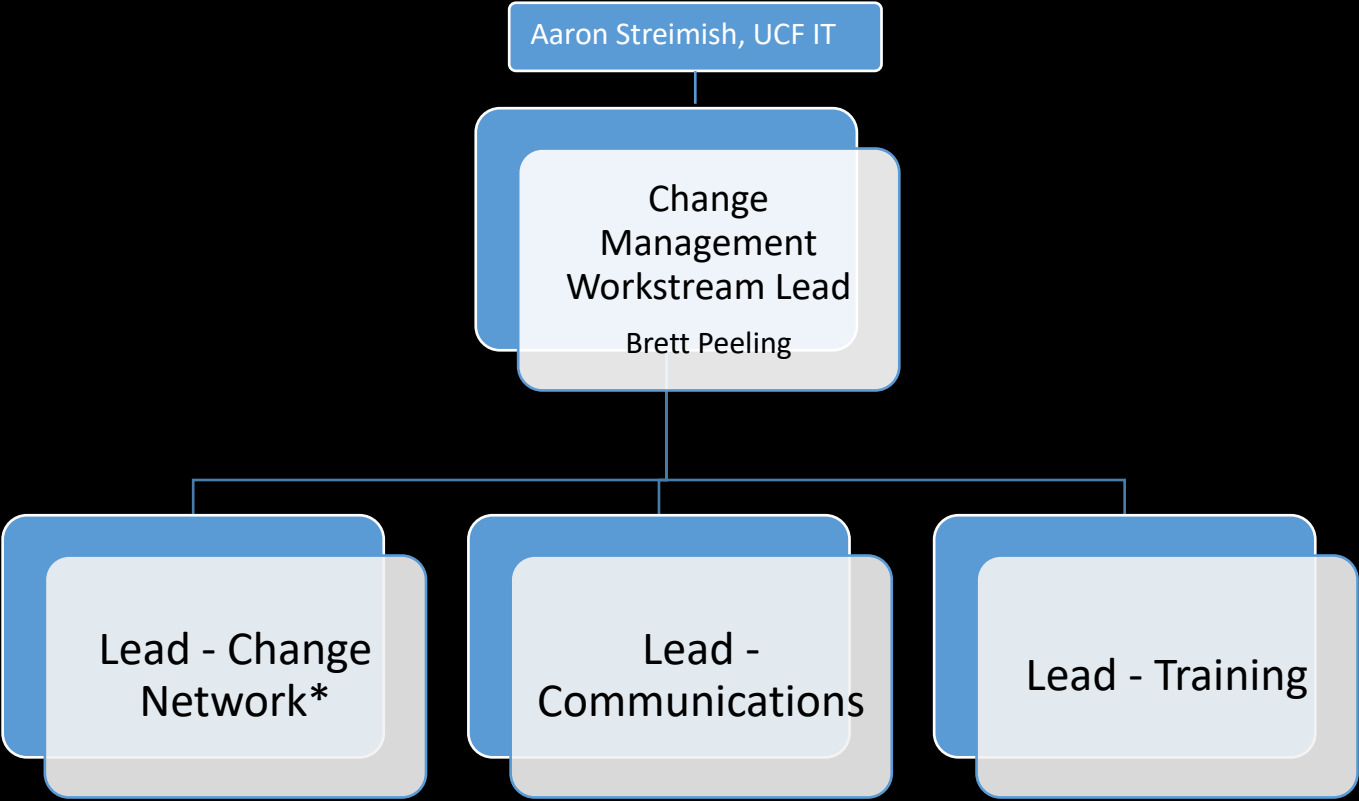 Aaron Streimish, UCF IT
Change
Management
Workstream Lead
Brett Peeling
Lead - Change
Network*
Lead -
Communications
Lead - Training